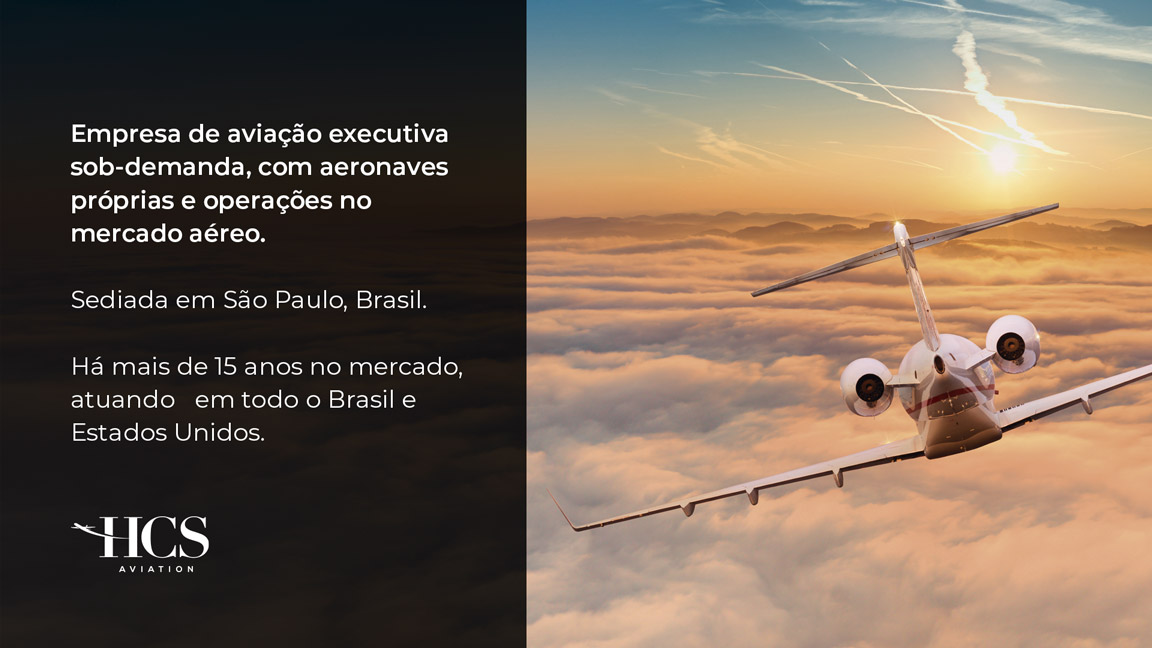 Empresa de aviação executiva
sob-demanda, com aeronaves
próprias e operações no
mercado aéreo.
Sediada em São Paulo, Brasil.
Há mais de 15 anos no mercado,
atuando em todo o Brasil e
Estados Unidos.
HCS
AVIATION